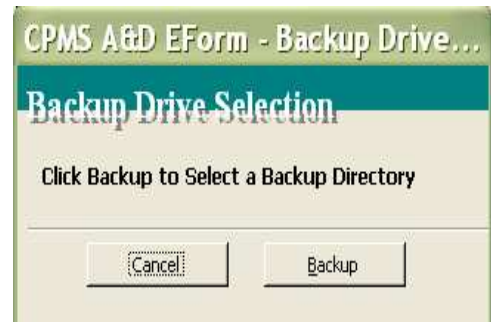 CPMS A&D EForm - Backup Drive...
Backup Drive Selection
Click Backup to Select a Backup Directory
Cancel Backup